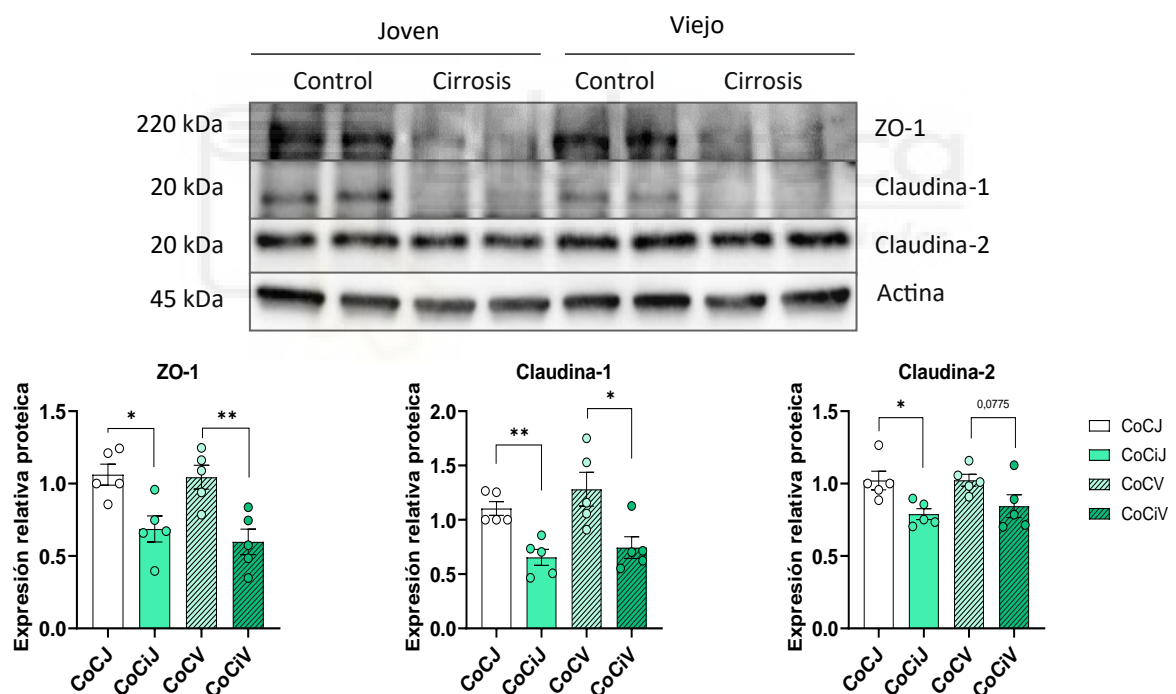 Joven Viejo
Control Cirrosis Control Cirrosis
220 kDa ZO-1
20 kDa Claudina-1
20 kDa Claudina-2
45 kDa Actina
ZO-1
Expresión relativa proteica
1.5
1.0
0.5
0.0
* **
CoCJ CoCiJ CoCV CoCiV
Claudina-1
Expresión relativa proteica
2.0
1.5
1.0
0.5
0.0
** *
CoCJ CoCiJ CoCV CoCiV
Claudina-2
Expresión relativa proteica
1.5
1.0
0.5
0.0
* 0,0775
CoCJ CoCiJ CoCV CoCiV
CoCJ
CoCiJ
CoCV
CoCiV